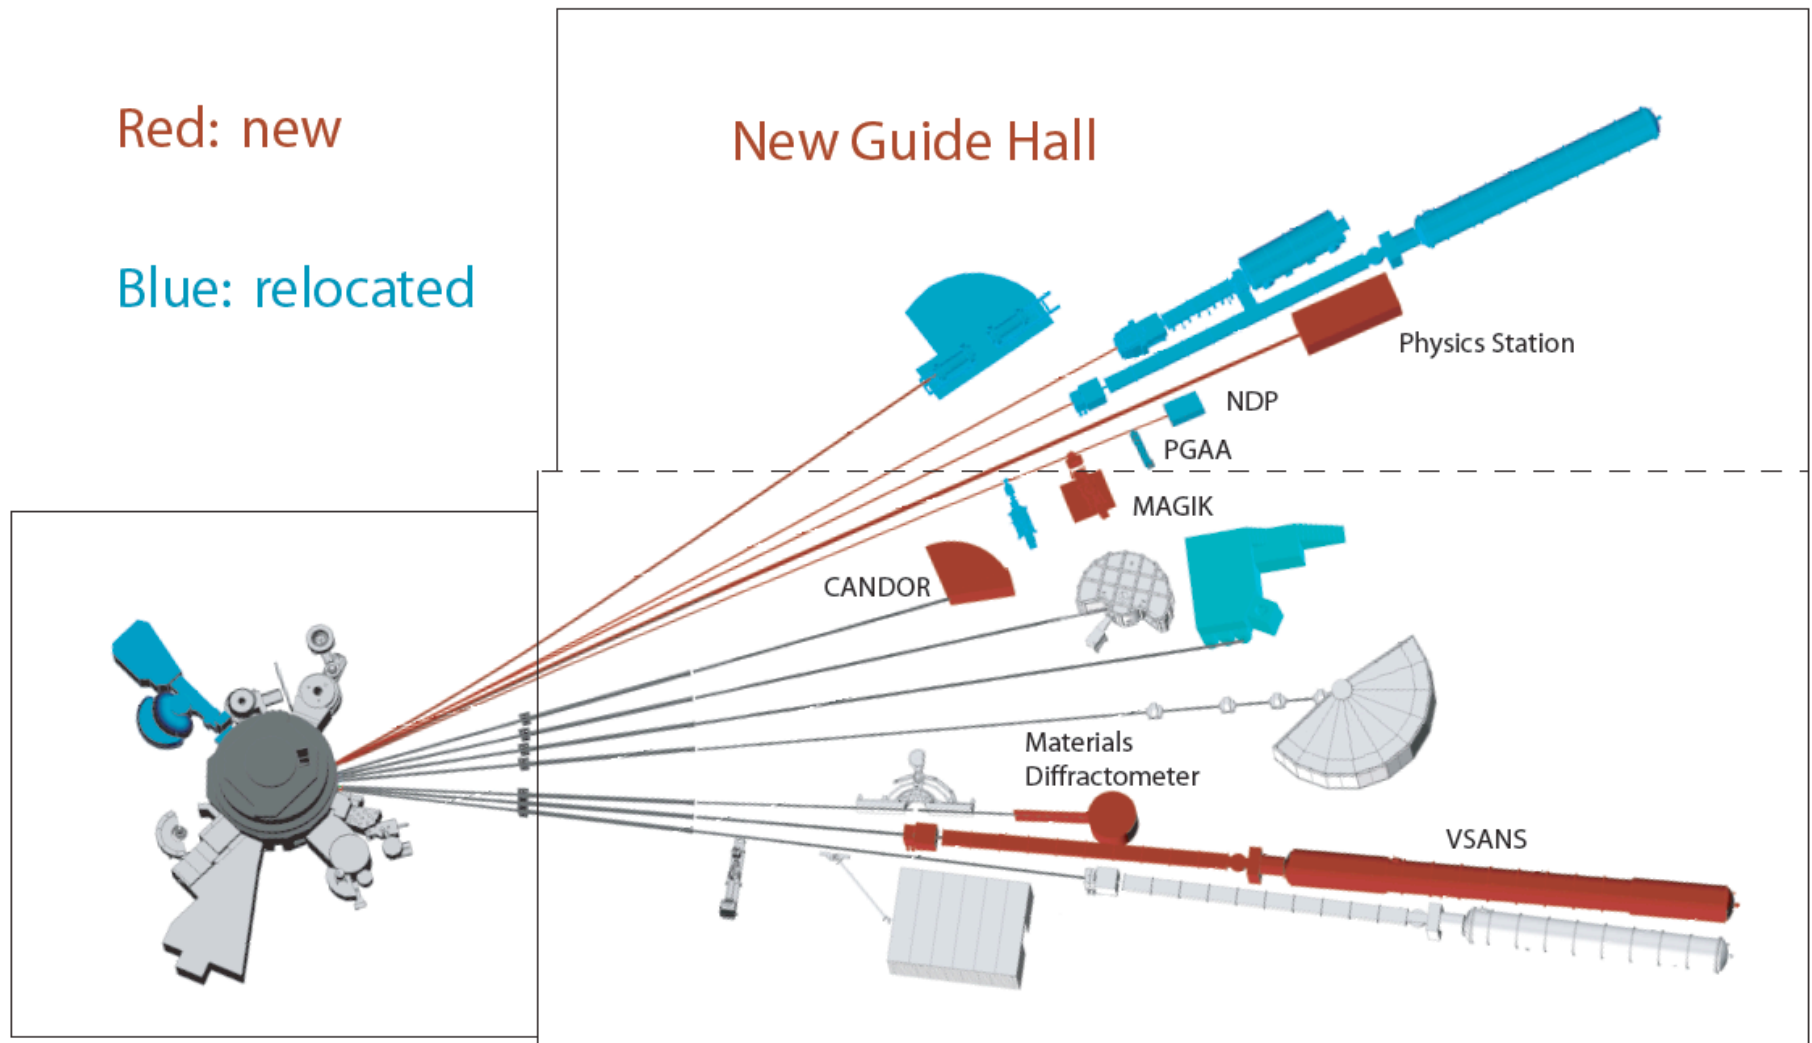 Red: new
New Guide Hall
Blue: relocated
Physics Station
NDP
PGAA
MAGIK
CANDOR
Materials
Diffractometer
VSANS